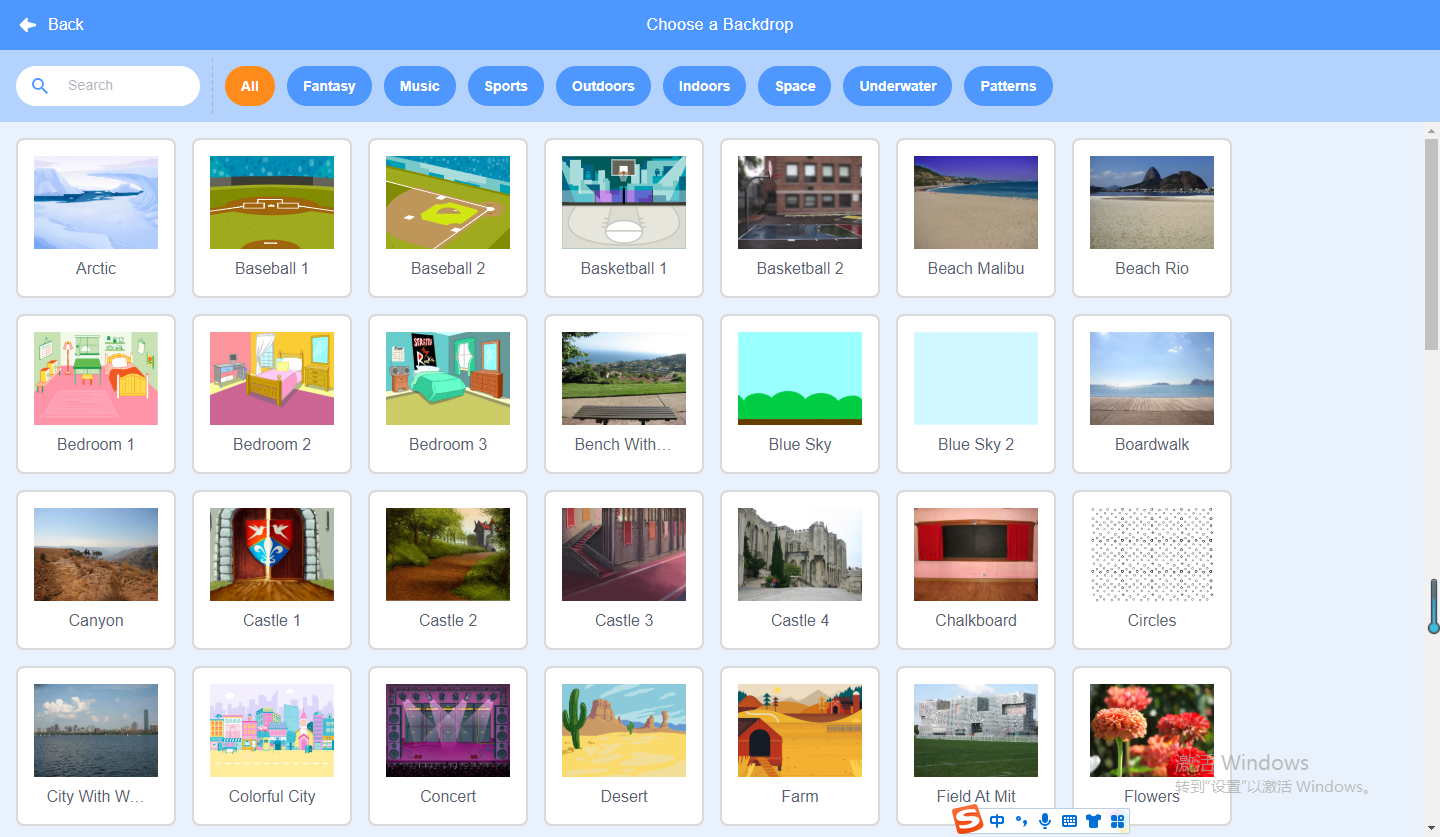 Back
Choose a Backdrop
Search
All
Fantasy
Music
Sports
Outdoors
Indoors
Space
Underwater
Patterns
Arctic
Baseball 1
Baseball 2
Basketball 1
Basketball 2
Beach Malibu
Beach Rio
Bedroom 1
Bedroom 2
Bedroom 3
Bench With...
Blue Sky
Blue Sky 2
Boardwalk
Canyon
Castle 1
Castle 2
Castle 3
Castle 4
Chalkboard
Circles
City With W...
Colorful City
Concert
Desert
Farm
Field At Mit
Flowers
激活 Windows
转到“设置”以激活 Windows。
S
中